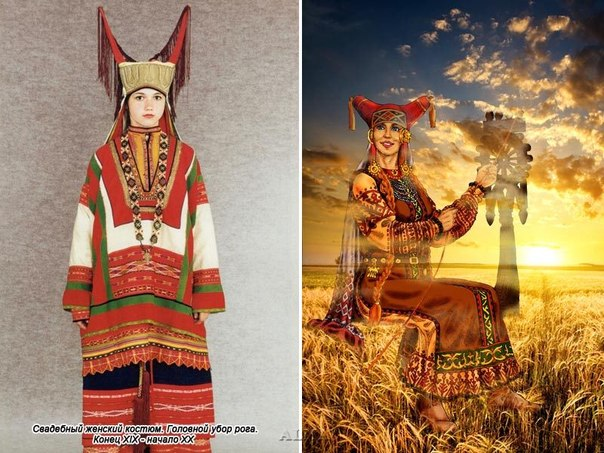 Свадебный женский костюм. Головной убор рога.
Конец XIX - начало XX